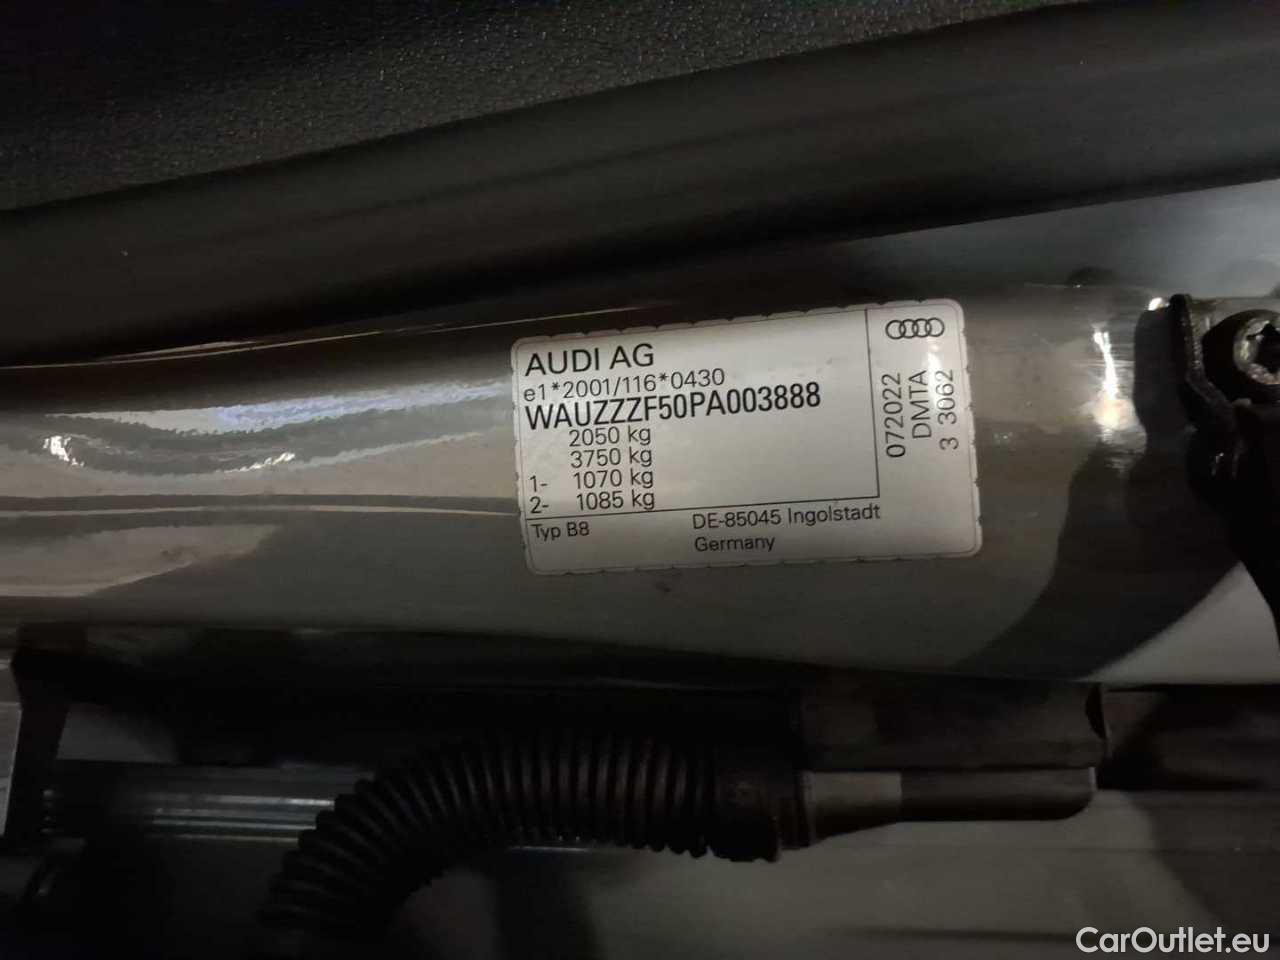 AUDI AG
e1*2001/116*0430
WAUZZZF50PA003888
2050 kg
3750 kg
1- 1070 kg
2- 1085 kg
Typ B8
DE-85045 Ingolstadt
Germany
072022
DMTA
3 3062
CarOutlet.eu